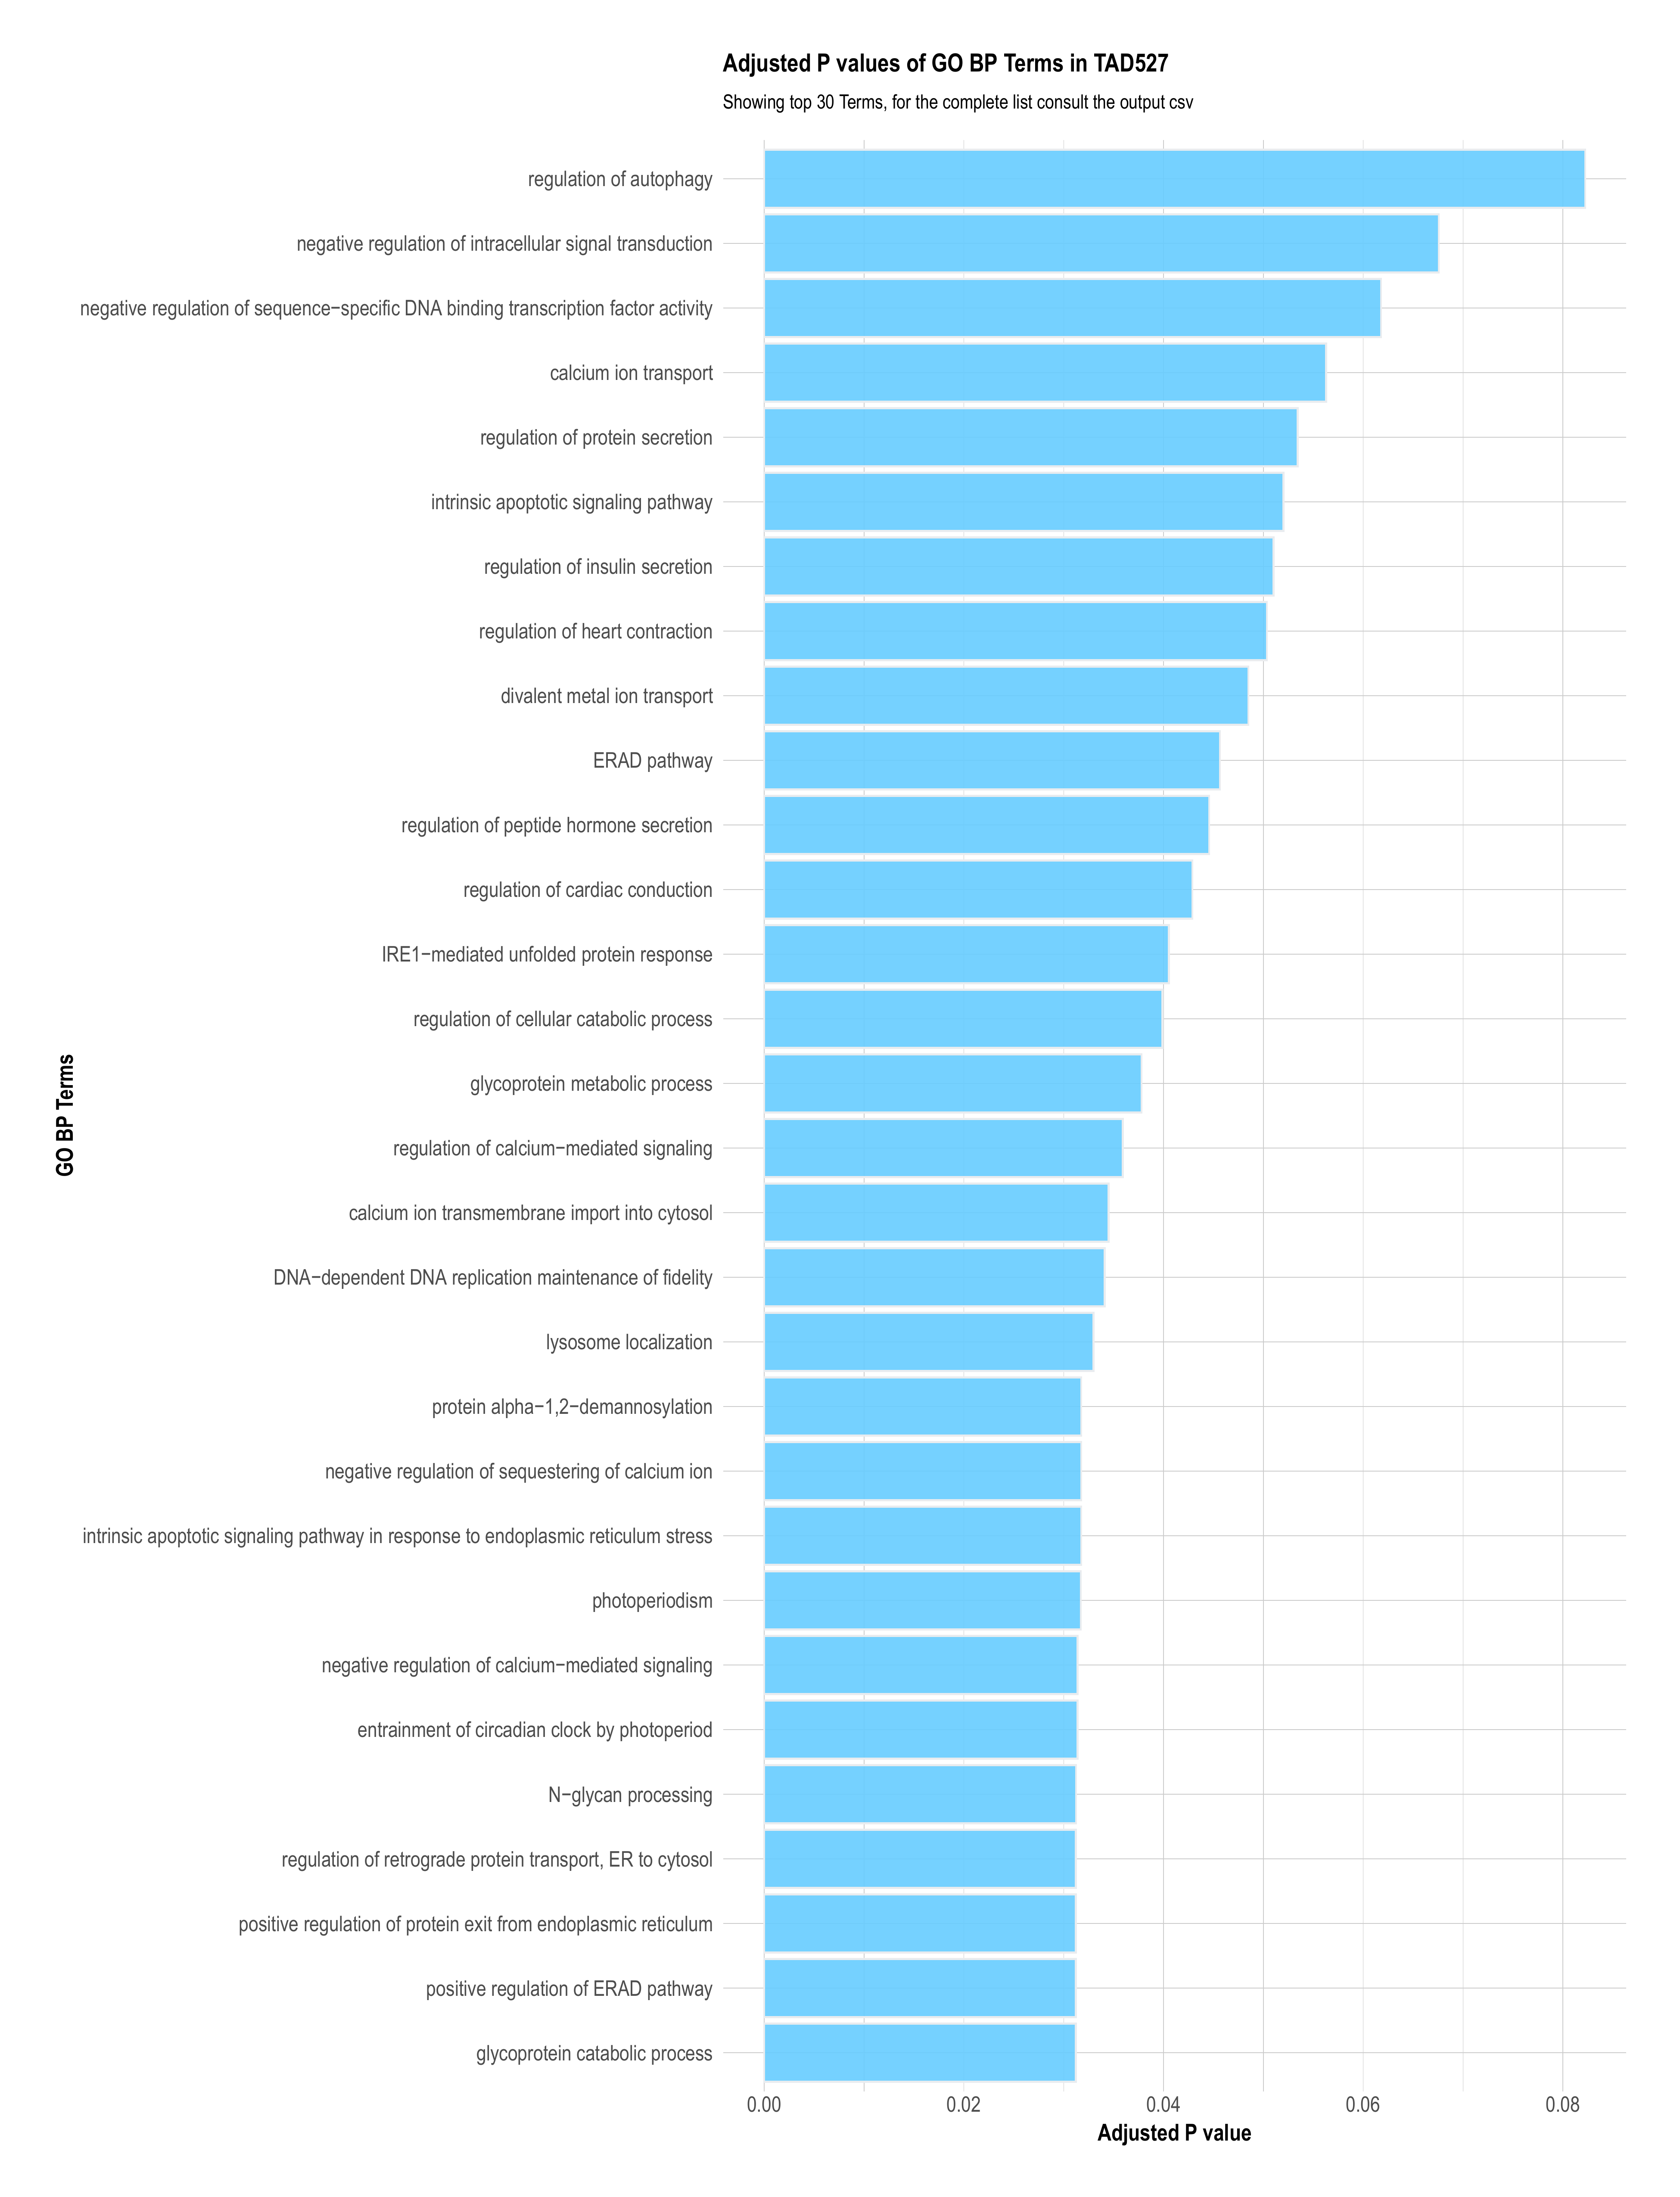 Adjusted P values of GO BP Terms in TAD527
Showing top 30 Terms, for the complete list consult the output csv
regulation of autophagy
negative regulation of intracellular signal transduction
negative regulation of sequence−specific DNA binding transcription factor activity
calcium ion transport
regulation of protein secretion
intrinsic apoptotic signaling pathway
regulation of insulin secretion
regulation of heart contraction
divalent metal ion transport
ERAD pathway
regulation of peptide hormone secretion
regulation of cardiac conduction
IRE1−mediated unfolded protein response
regulation of cellular catabolic process
glycoprotein metabolic process
regulation of calcium−mediated signaling
calcium ion transmembrane import into cytosol
DNA−dependent DNA replication maintenance of fidelity
lysosome localization
protein alpha−1,2−demannosylation
negative regulation of sequestering of calcium ion
intrinsic apoptotic signaling pathway in response to endoplasmic reticulum stress
photoperiodism
negative regulation of calcium−mediated signaling
entrainment of circadian clock by photoperiod
N−glycan processing
regulation of retrograde protein transport, ER to cytosol
positive regulation of protein exit from endoplasmic reticulum
positive regulation of ERAD pathway
glycoprotein catabolic process
GO BP Terms
0.00 0.02 0.04 0.06 0.08
Adjusted P value